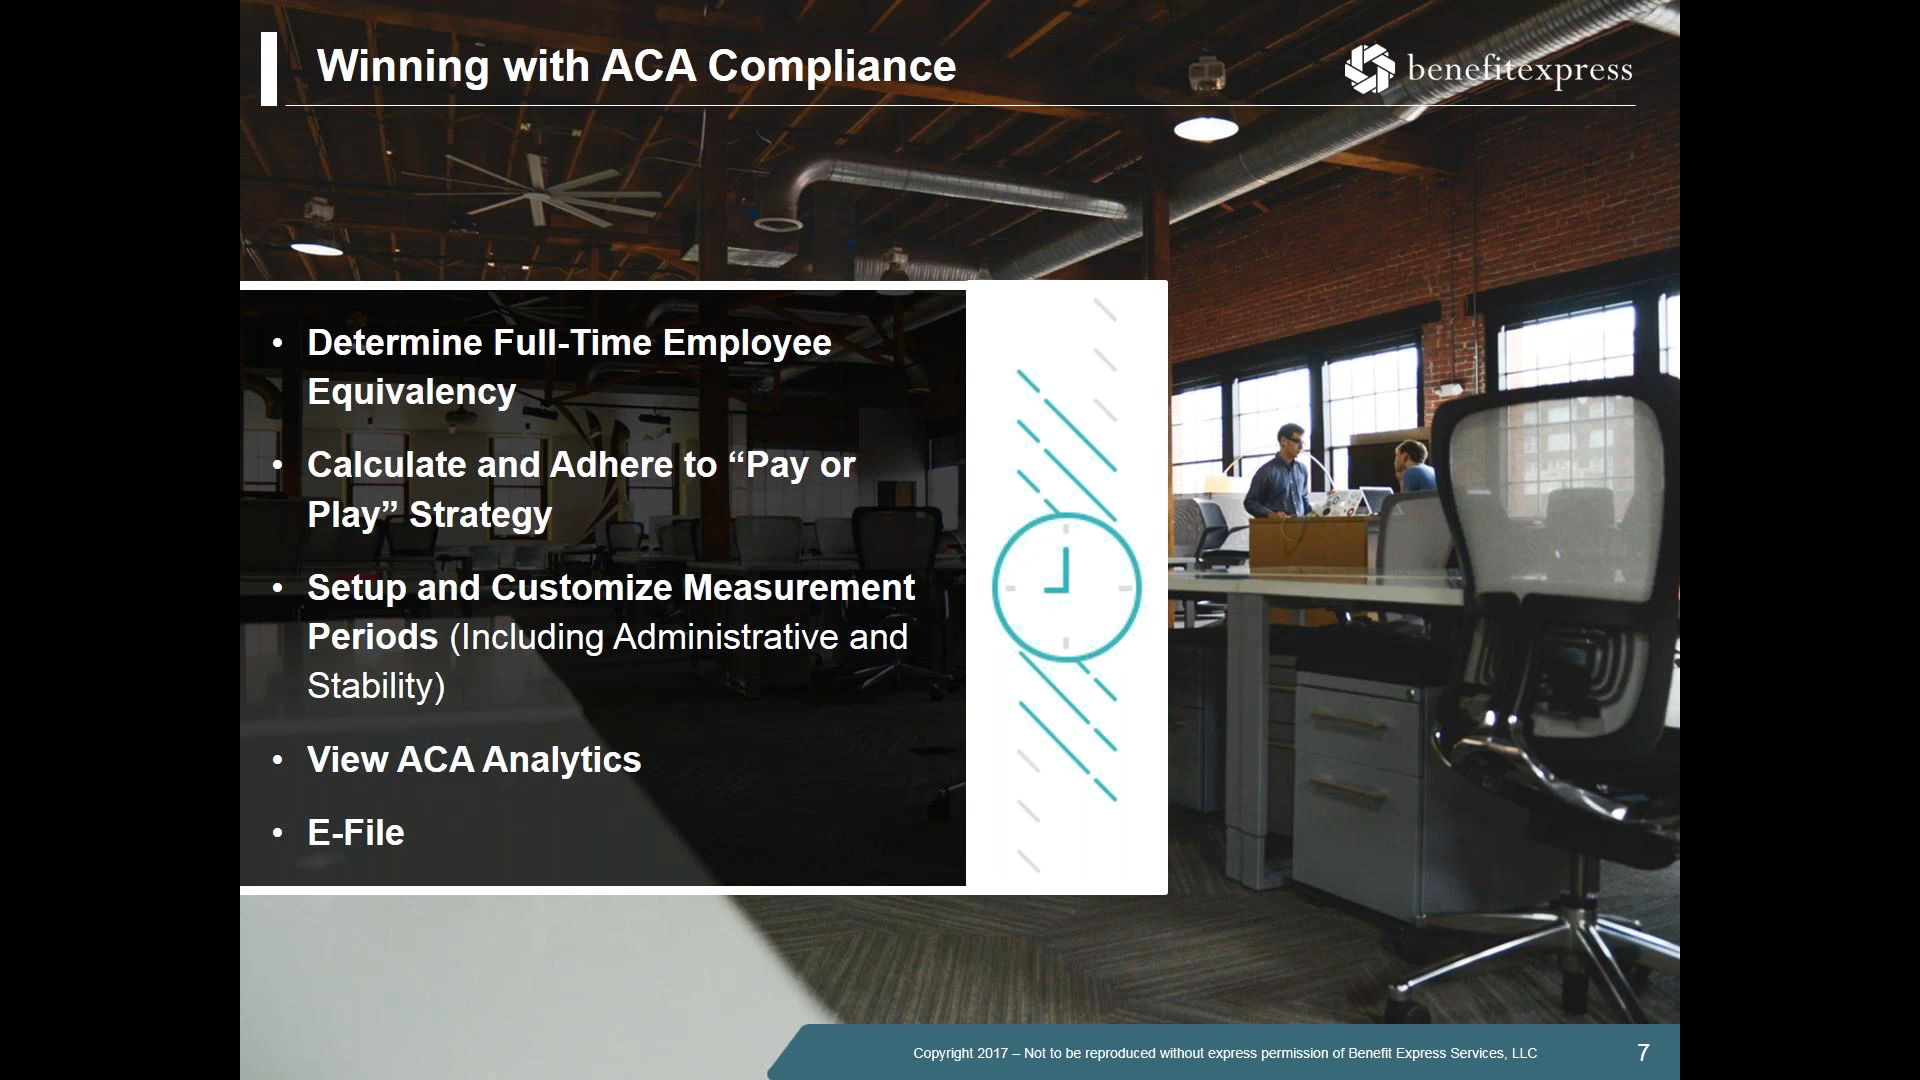 Winning with ACA Compliance
benefitexpress
• Determine Full-Time Employee
Equivalency
• Calculate and Adhere to “Pay or
Play” Strategy
• Setup and Customize Measurement
Periods (Including Administrative and
Stability)
• View ACA Analytics
• E-File
Copyright 2017 – Not to be reproduced without express permission of Benefit Express Services, LLC
7